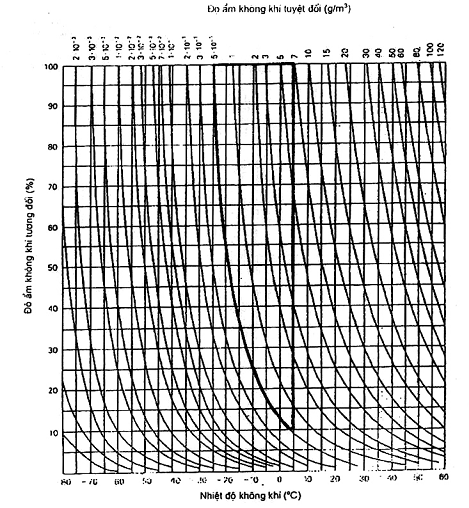 Đo ẩm không khí tuyệt đối (g/m³)
2·10⁻³ 3·10⁻³ 5·10⁻³ 1·10⁻² 2·10⁻² 3·10⁻² 5·10⁻² 7·10⁻² 1·10⁻¹ 2·10⁻¹ 3·10⁻¹ 5·10⁻¹ 1 2 3 5 7 10 15 20 25 30 35 40 45 50 60 80 100 120
Độ ẩm không khí tương đối (%)
100
90
80
70
60
50
40
30
20
10
-70 -60 -50 -30 -20 0 10 20 30 40 50 60
Nhiệt độ không khí (°C)